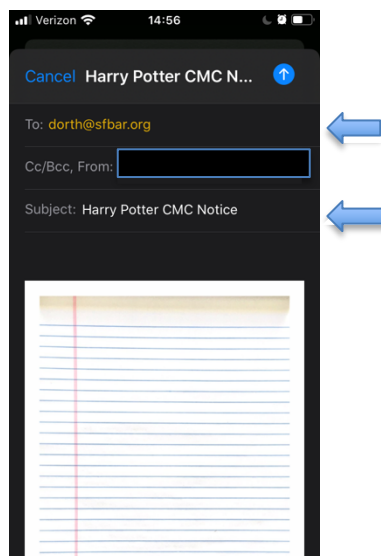 Verizon 14:56
Cancel Harry Potter CMC N...
To: dorth@sfbar.org
Cc/Bcc, From:
Subject: Harry Potter CMC Notice